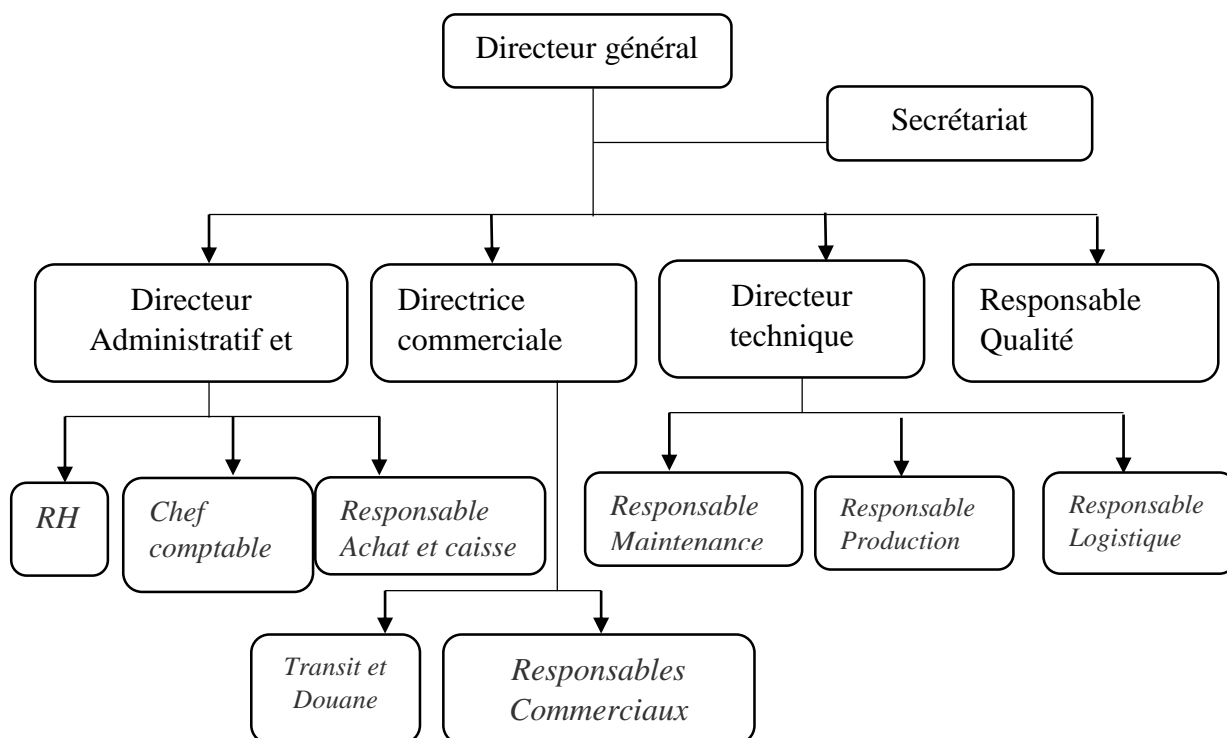 Directeur général
Secrétariat
Directeur
Administratif et
Directrice
commerciale
Directeur
technique
Responsable
Qualité
RH
Chef
comptable
Responsable
Achat et caisse
Responsable
Maintenance
Responsable
Production
Responsable
Logistique
Transit et
Douane
Responsables
Commerciaux